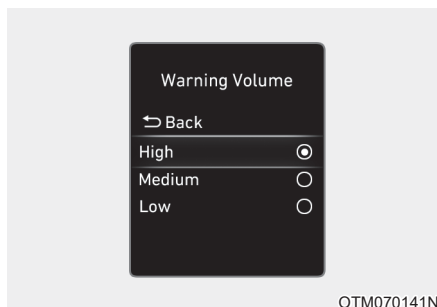 Warning Volume
Back
High
Medium
Low
OTM070141N